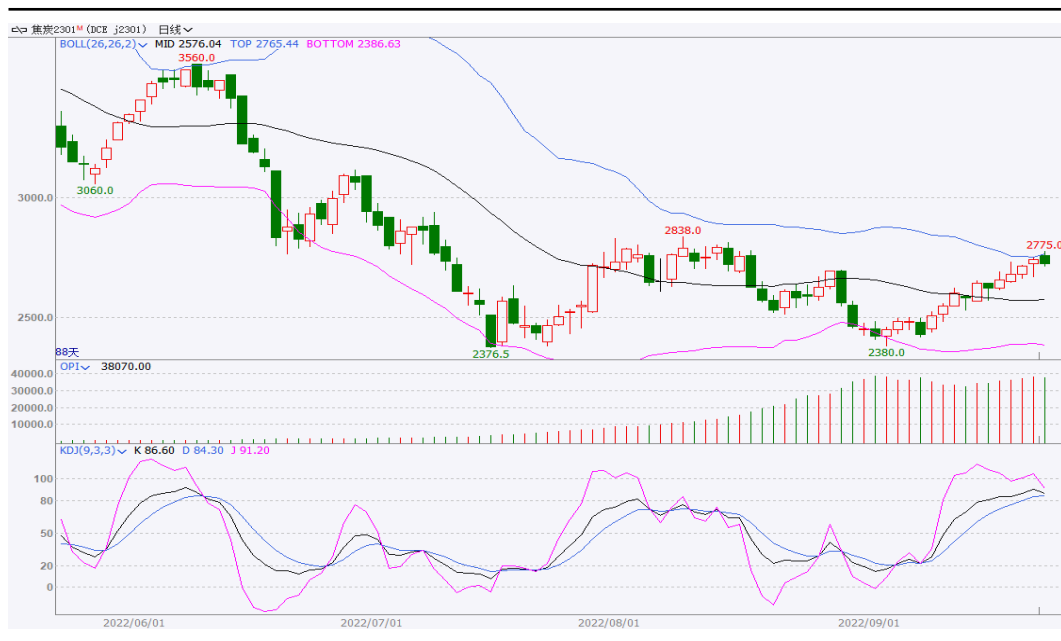 焦炭2301ᴹ (DCE j2301) 日线
BOLL(26,26,2) MID 2576.04 TOP 2765.44 BOTTOM 2386.63
3560.0
3060.0
3000.0
2838.0
2775.0
2500.0
2376.5
2380.0
88天
OPI 38070.00
40000.0
30000.0
20000.0
10000.0
KDJ(9,3,3) K 86.60 D 84.30 J 91.20
100
80
50
20
0
2022/06/01 2022/07/01 2022/08/01 2022/09/01